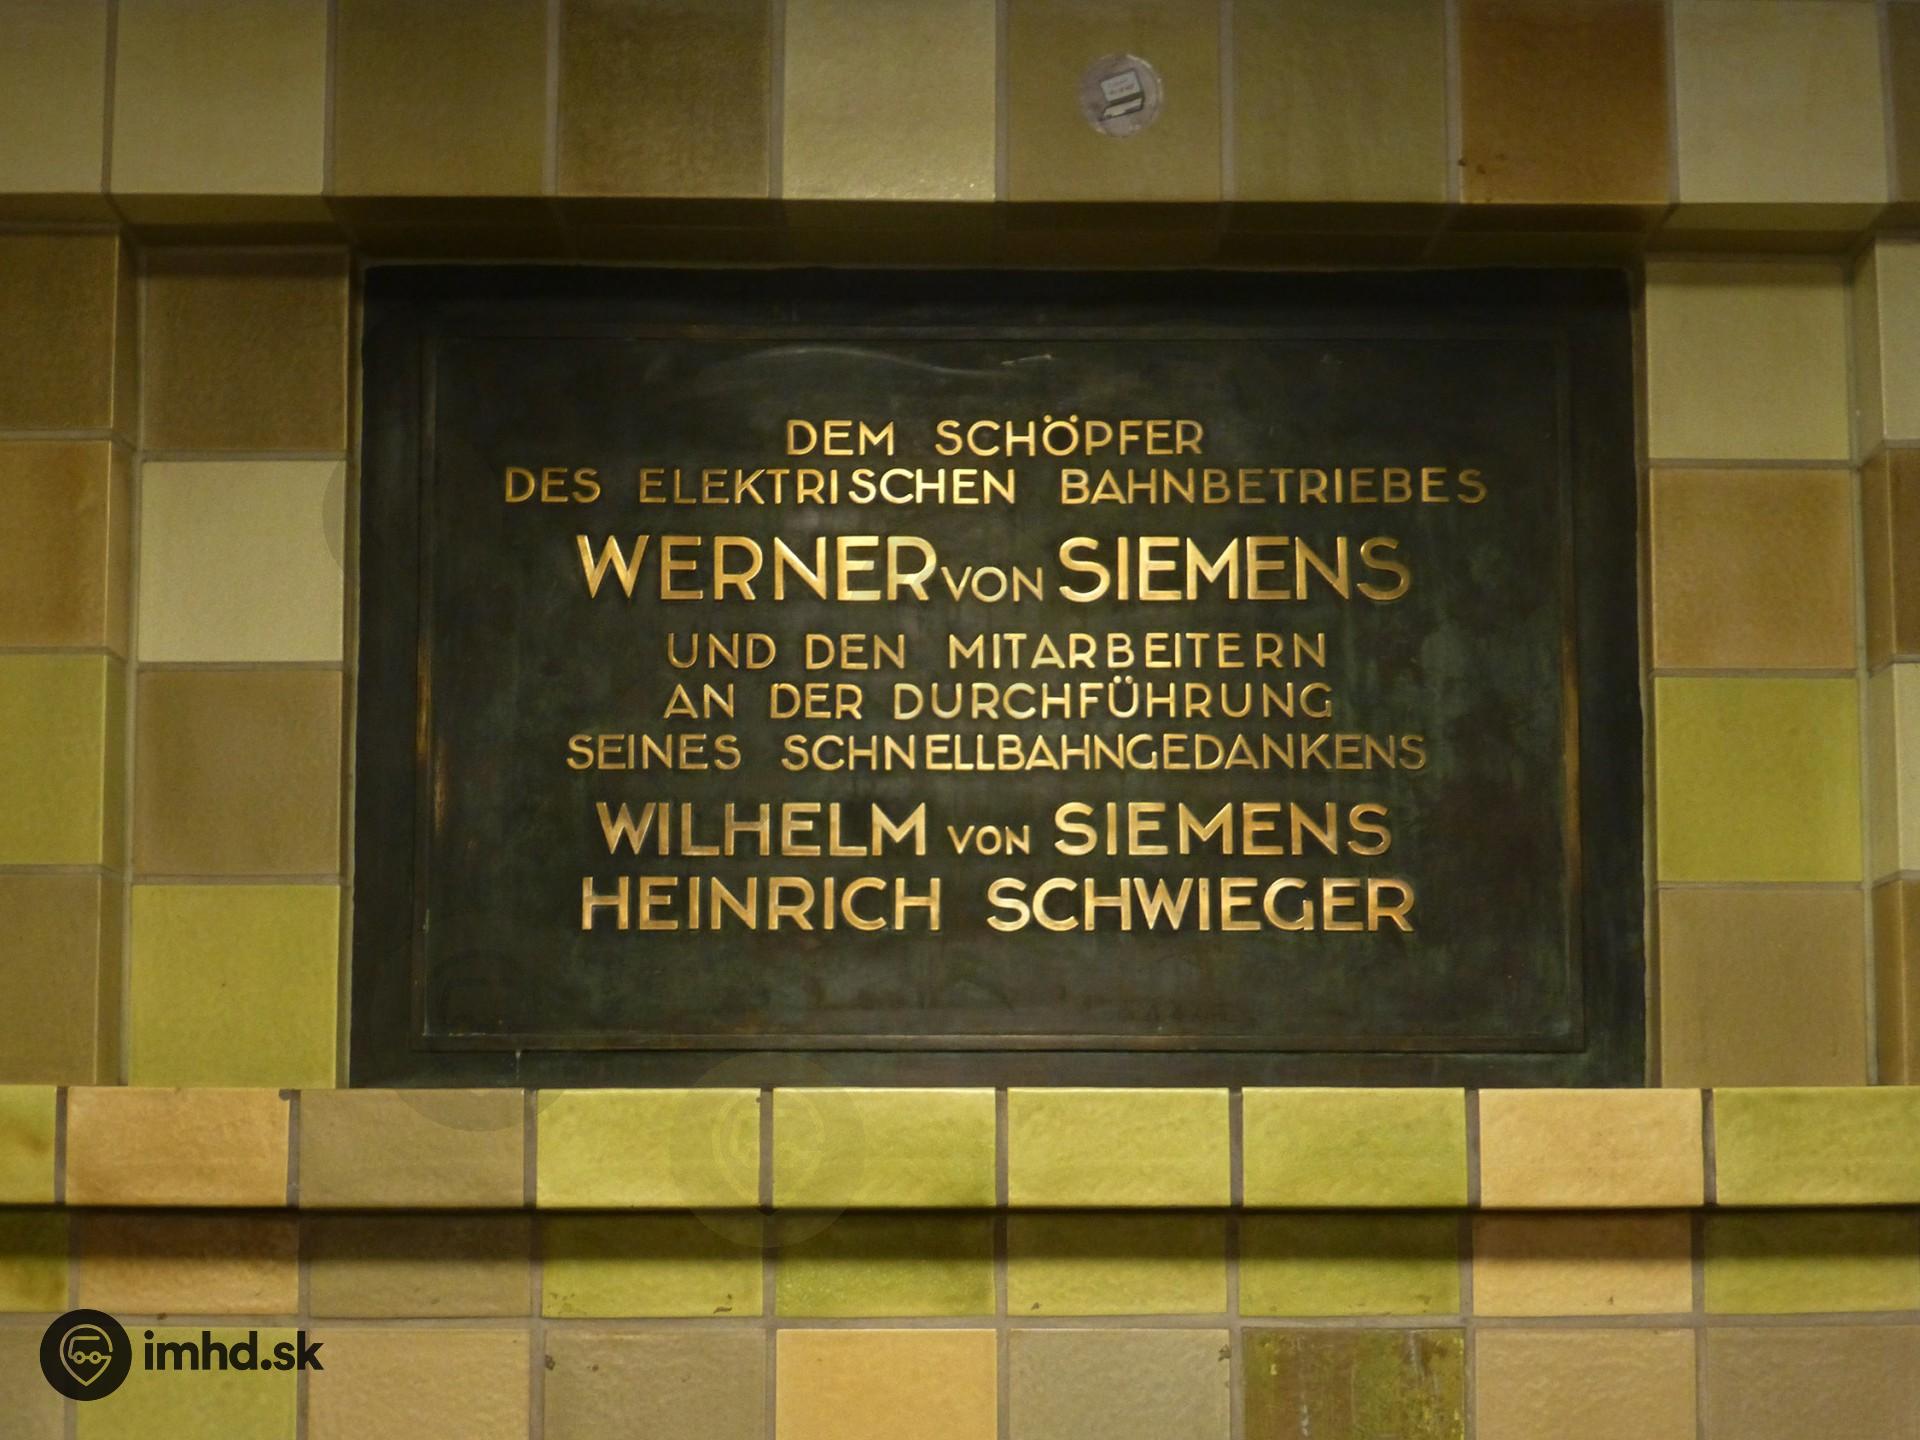 DEM SCHÖPFER
DES ELEKTRISCHEN BAHNBETRIEBES
WERNER VON SIEMENS
UND DEN MITARBEITERN
AN DER DURCHFÜHRUNG
SEINES SCHNELLBAHNGEDANKENS
WILHELM VON SIEMENS
HEINRICH SCHWIEGER
imhd.sk